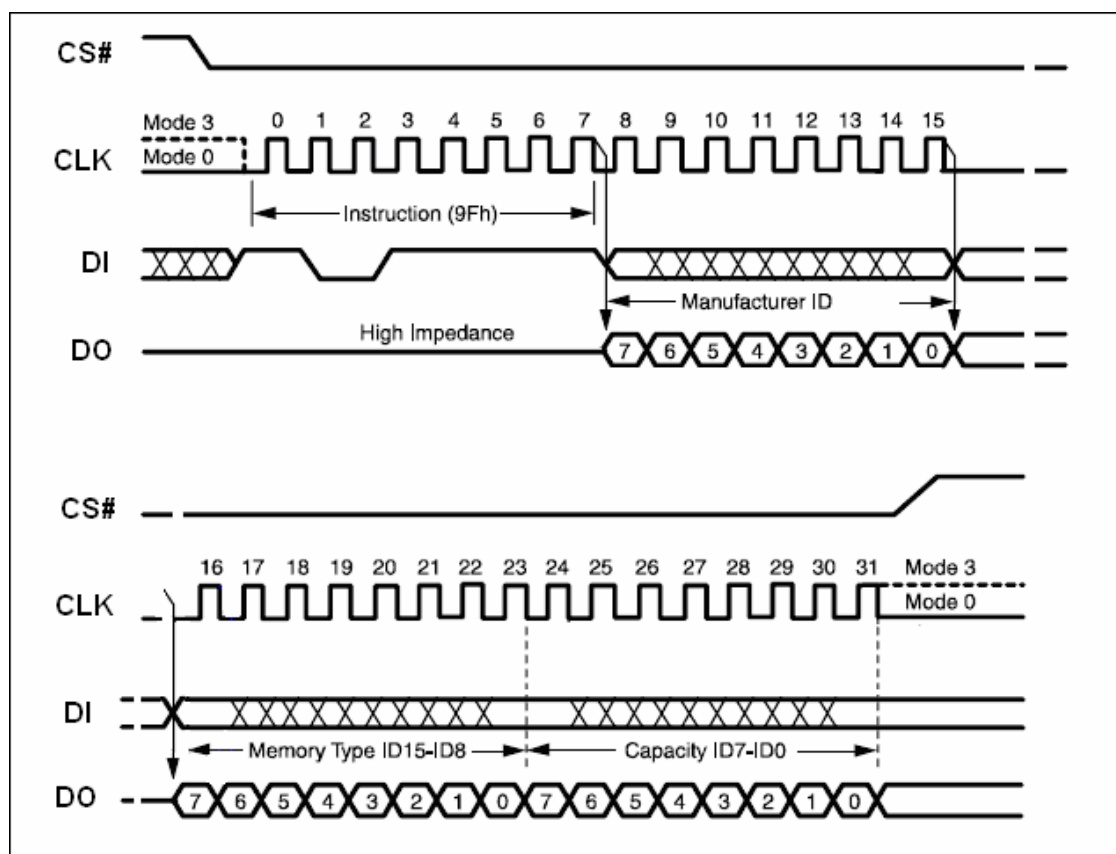 CS#
Mode 3
0 1 2 3 4 5 6 7 8 9 10 11 12 13 14 15
CLK
Mode 0
Instruction (9Fh)
DI
Manufacturer ID
High Impedance
DO
7 6 5 4 3 2 1 0
CS#
16 17 18 19 20 21 22 23 24 25 26 27 28 29 30 31
Mode 3
CLK
Mode 0
DI
Memory Type ID15-ID8
Capacity ID7-ID0
DO
7 6 5 4 3 2 1 0 7 6 5 4 3 2 1 0